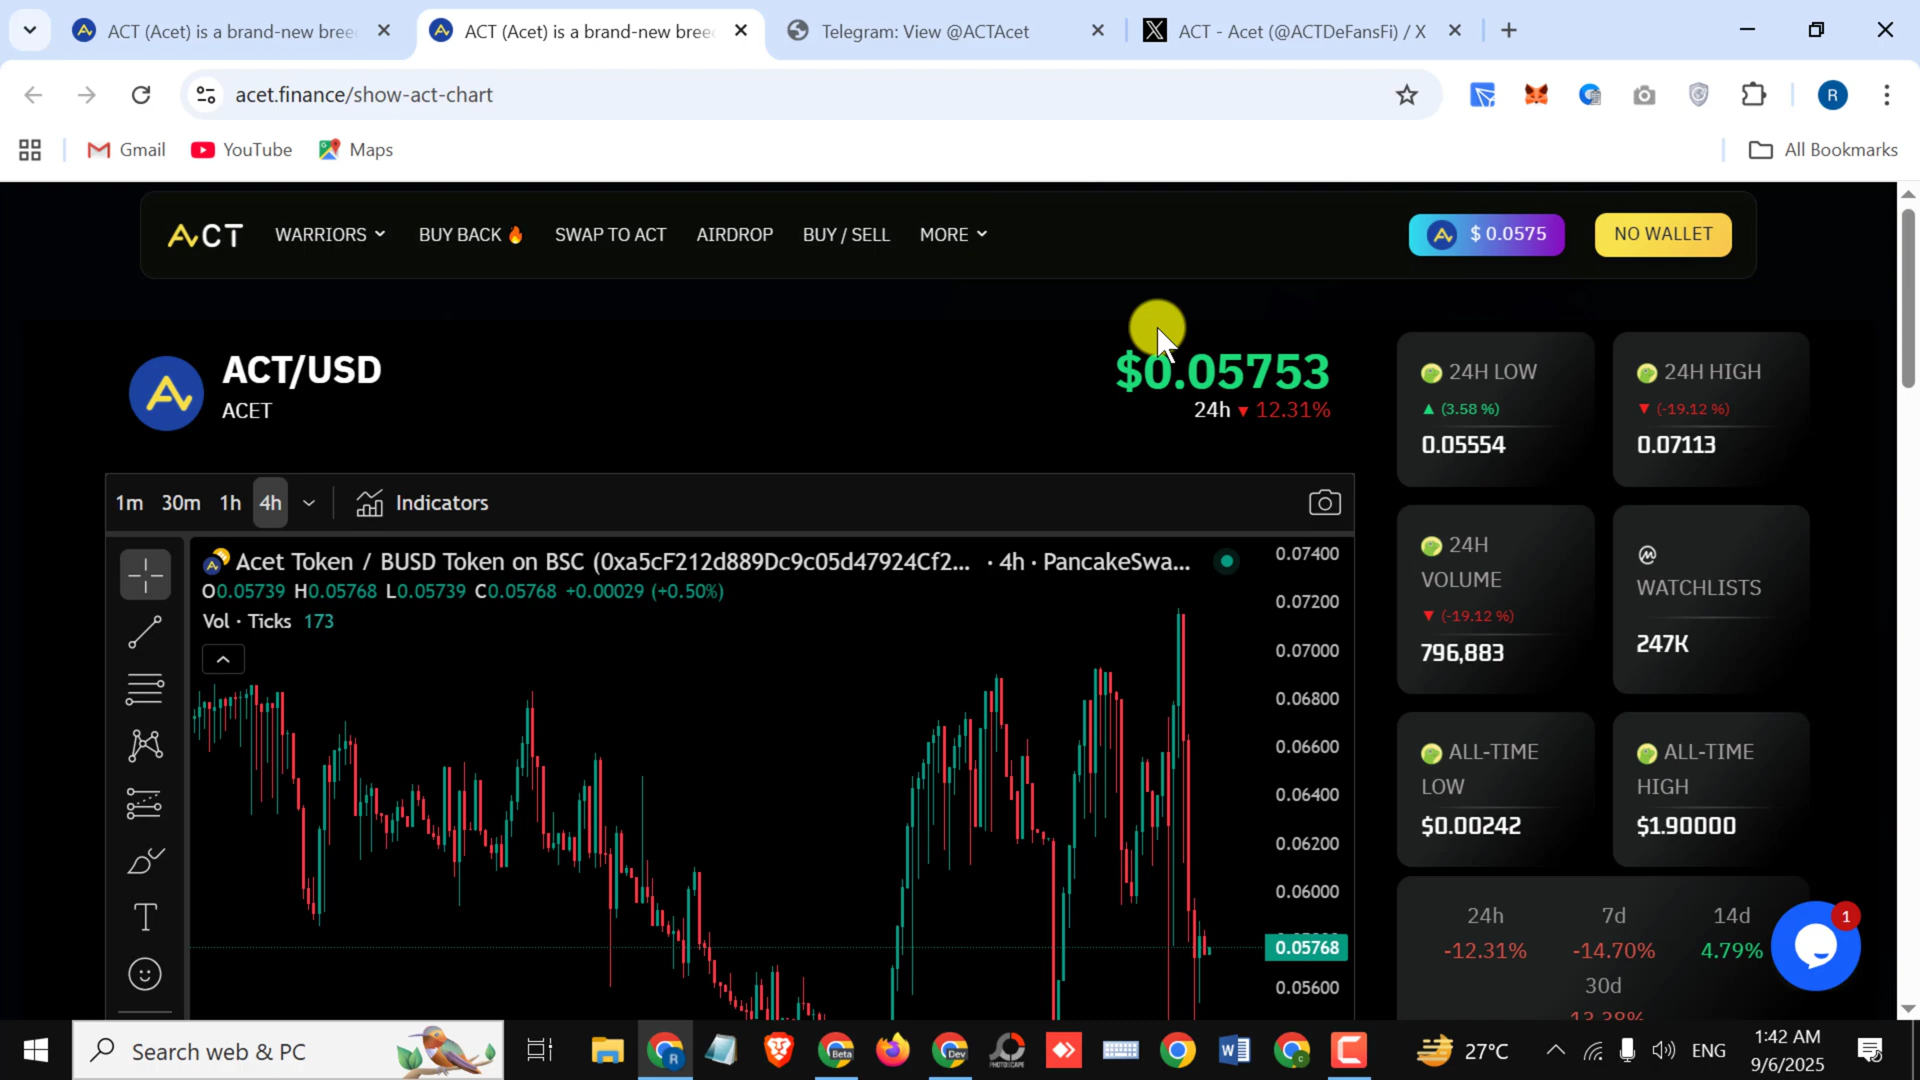 ACT (Acet) is a brand-new bree
ACT (Acet) is a brand-new bree
Telegram: View @ACTAcet
ACT - Acet (@ACTDeFansFi) / X
acet.finance/show-act-chart
R
Gmail
YouTube
Maps
All Bookmarks
ACT
WARRIORS
BUY BACK
SWAP TO ACT
AIRDROP
BUY / SELL
MORE
$ 0.0575
NO WALLET
ACT/USD
ACET
$0.05753
24h ▼ 12.31%
24H LOW
▲ (3.58 %)
0.05554
24H HIGH
▼ (-19.12 %)
0.07113
1m 30m 1h 4h
Indicators
Acet Token / BUSD Token on BSC (0xa5cF212d889Dc9c05d47924Cf2... · 4h · PancakeSwa...
O0.05739 H0.05768 L0.05739 C0.05768 +0.00029 (+0.50%)
Vol · Ticks 173
0.07400
0.07200
0.07000
0.06800
0.06600
0.06400
0.06200
0.06000
0.05768
0.05600
24H
VOLUME
▼ (-19.12 %)
796,883
WATCHLISTS
247K
ALL-TIME
LOW
$0.00242
ALL-TIME
HIGH
$1.90000
24h 7d 14d
-12.31% -14.70% 4.79%
30d
13.38%
1
Search web & PC
R
Beta
Dev
PHOTOSCAPE
W
C
27°C
ENG
1:42 AM
9/6/2025